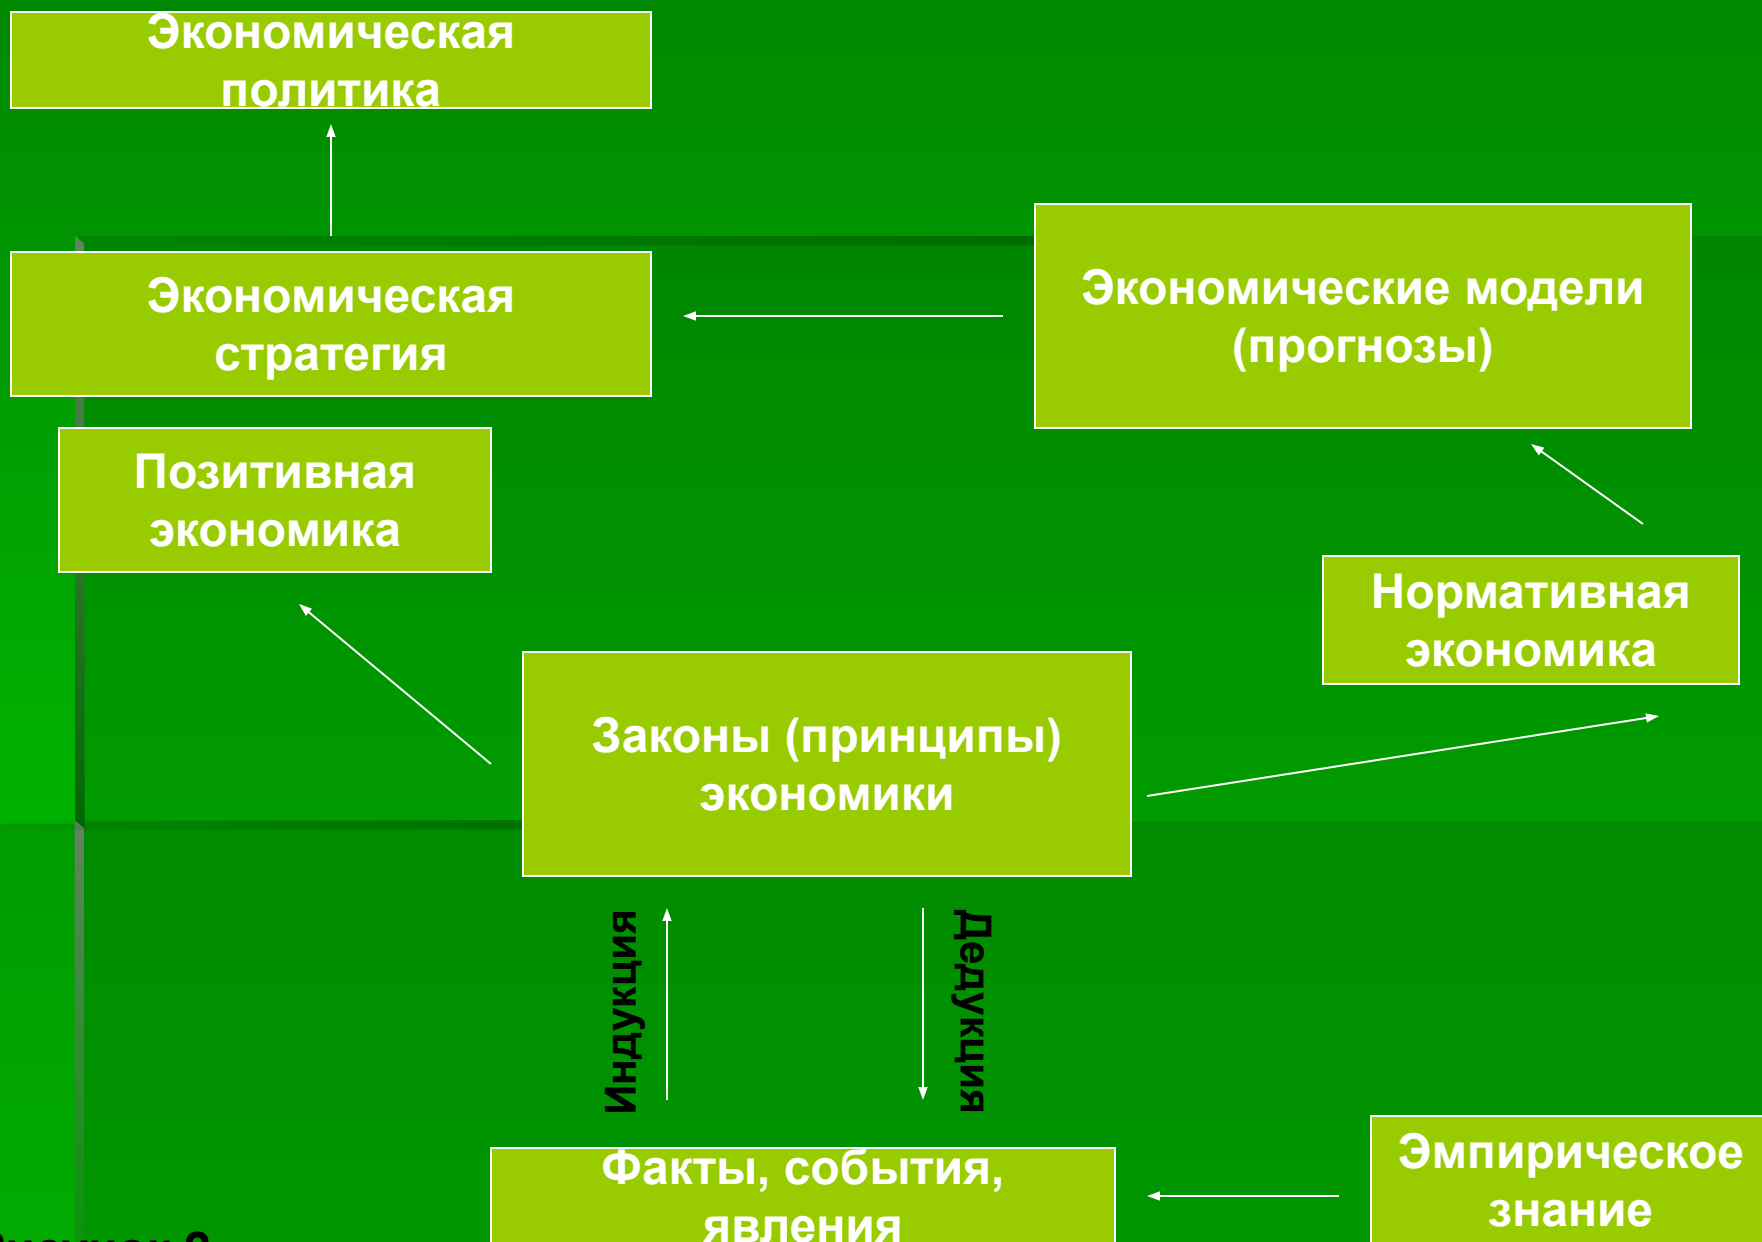 Экономическая
политика
Экономическая
стратегия
Экономические модели
(прогнозы)
Позитивная
экономика
Нормативная
экономика
Законы (принципы)
экономики
Индукция
Дедукция
Факты, события,
явления
Эмпирическое
знание